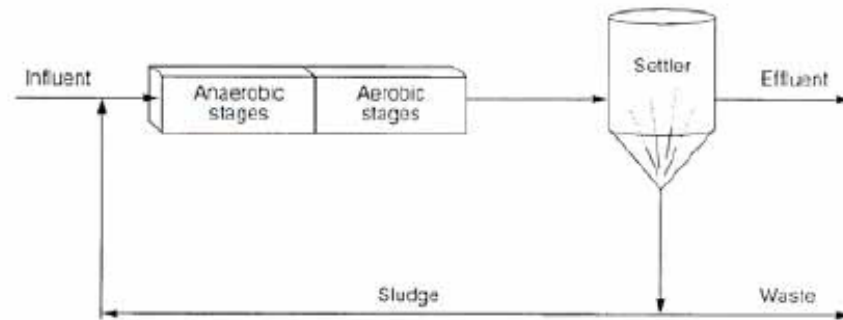 Influent
Anaerobic
stages
Aerobic
stages
Settler
Effluent
Sludge
Waste